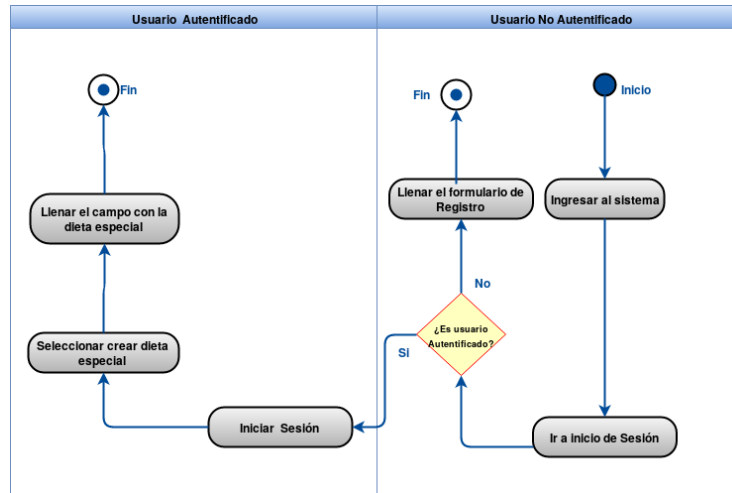 Usuario Autentificado
Usuario No Autentificado
Fin
Fin
Inicio
Llenar el campo con la
dieta especial
Llenar el formulario de
Registro
Ingresar al sistema
No
¿Es usuario
Autentificado?
Si
Seleccionar crear dieta
especial
Iniciar Sesión
Ir a inicio de Sesión